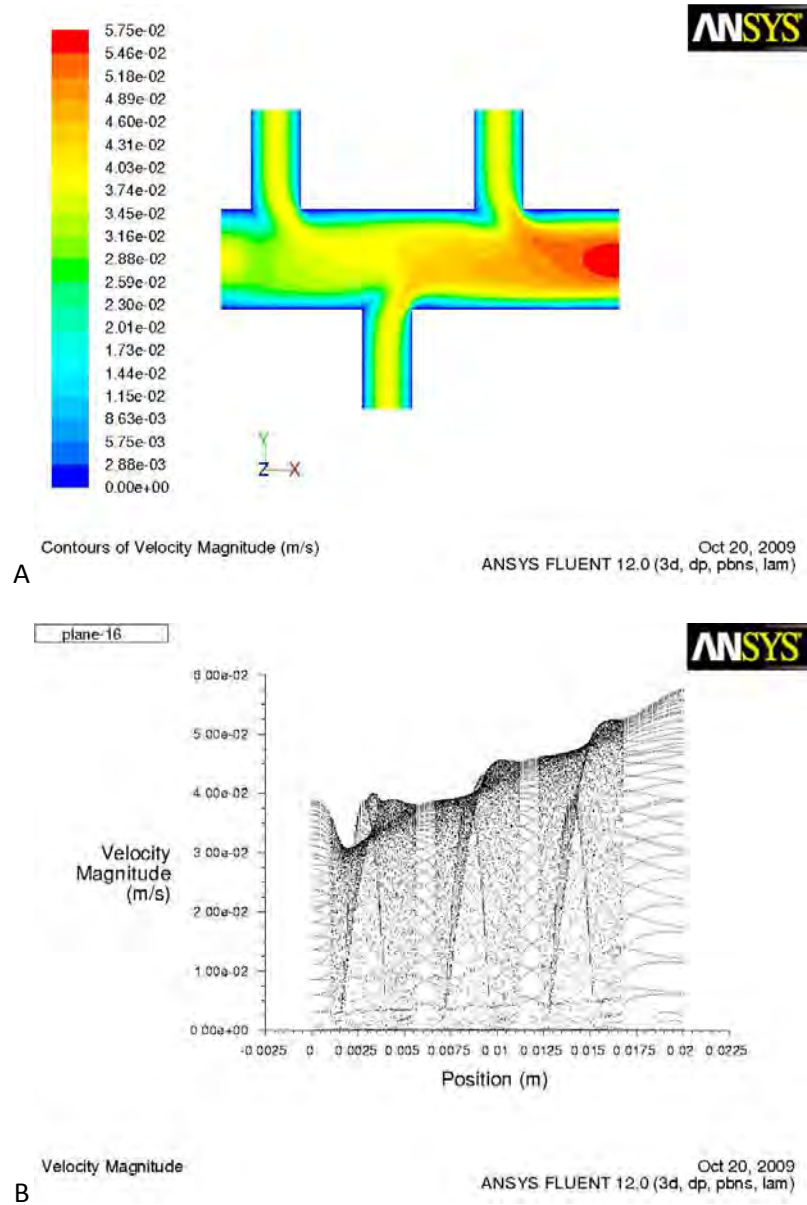 ANSYS
5.75e-02
5.46e-02
5.18e-02
4.89e-02
4.60e-02
4.31e-02
4.03e-02
3.74e-02
3.45e-02
3.16e-02
2.88e-02
2.59e-02
2.30e-02
2.01e-02
1.73e-02
1.44e-02
1.15e-02
8.63e-03
5.75e-03
2.88e-03
0.00e+00
Y
Z X
Contours of Velocity Magnitude (m/s)
Oct 20, 2009
ANSYS FLUENT 12.0 (3d, dp, pbns, lam)
A
plane-16
ANSYS
6.00e-02
5.00e-02
4.00e-02
3.00e-02
2.00e-02
1.00e-02
0.00e+00
Velocity
Magnitude
(m/s)
-0.0025 0 0.0025 0.005 0.0075 0.01 0.0125 0.015 0.0175 0.02 0.0225
Position (m)
Velocity Magnitude
Oct 20, 2009
ANSYS FLUENT 12.0 (3d, dp, pbns, lam)
B